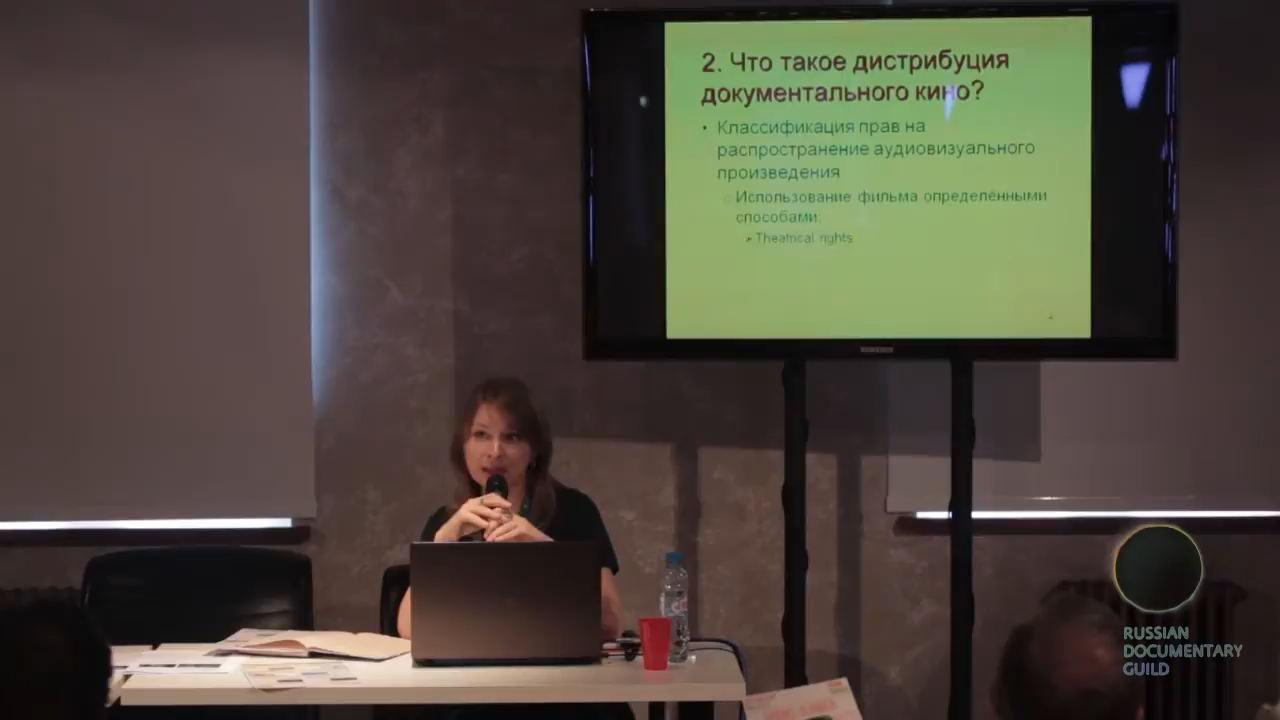 2. Что такое дистрибуция
документального кино?
• Классификация прав на
распространение аудиовизуального
произведения
Использование фильма определёнными
способами:
➢ Theatrical rights
RUSSIAN
DOCUMENTARY
GUILD